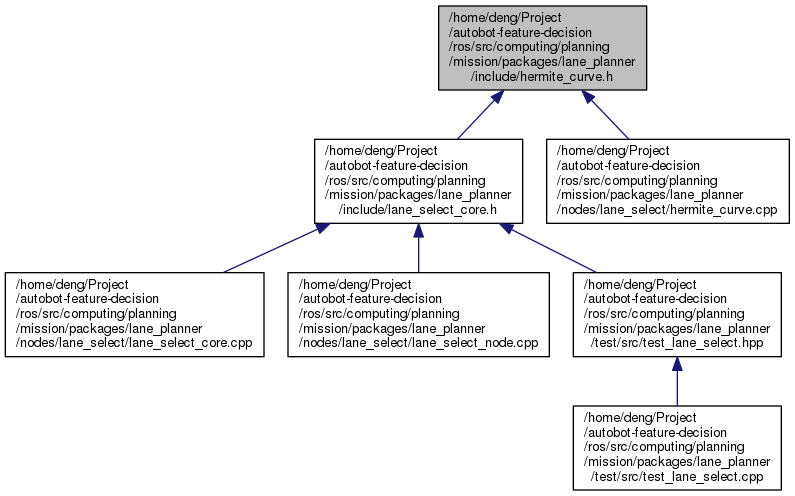 /home/deng/Project
/autobot-feature-decision
/ros/src/computing/planning
/mission/packages/lane_planner
/include/hermite_curve.h
/home/deng/Project
/autobot-feature-decision
/ros/src/computing/planning
/mission/packages/lane_planner
/include/lane_select_core.h
/home/deng/Project
/autobot-feature-decision
/ros/src/computing/planning
/mission/packages/lane_planner
/nodes/lane_select/hermite_curve.cpp
/home/deng/Project
/autobot-feature-decision
/ros/src/computing/planning
/mission/packages/lane_planner
/nodes/lane_select/lane_select_core.cpp
/home/deng/Project
/autobot-feature-decision
/ros/src/computing/planning
/mission/packages/lane_planner
/nodes/lane_select/lane_select_node.cpp
/home/deng/Project
/autobot-feature-decision
/ros/src/computing/planning
/mission/packages/lane_planner
/test/src/test_lane_select.hpp
/home/deng/Project
/autobot-feature-decision
/ros/src/computing/planning
/mission/packages/lane_planner
/test/src/test_lane_select.cpp